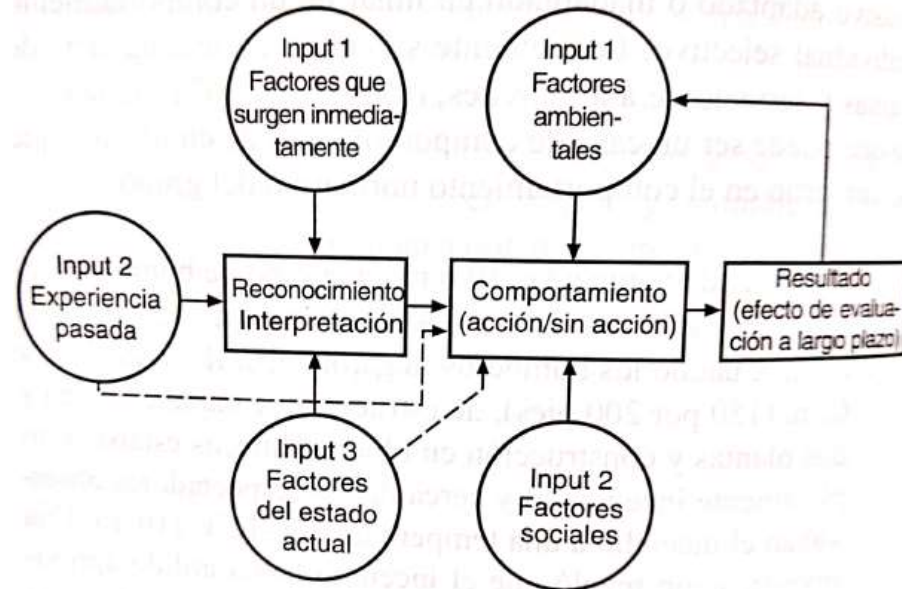 Input 1
Factores que
surgen inmedia-
tamente
Input 1
Factores
ambien-
tales
Input 2
Experiencia
pasada
Reconocimiento
Interpretación
Comportamiento
(acción/sin acción)
Resultado
(efecto de evalua-
ción a largo plazo)
Input 3
Factores
del estado
actual
Input 2
Factores
sociales